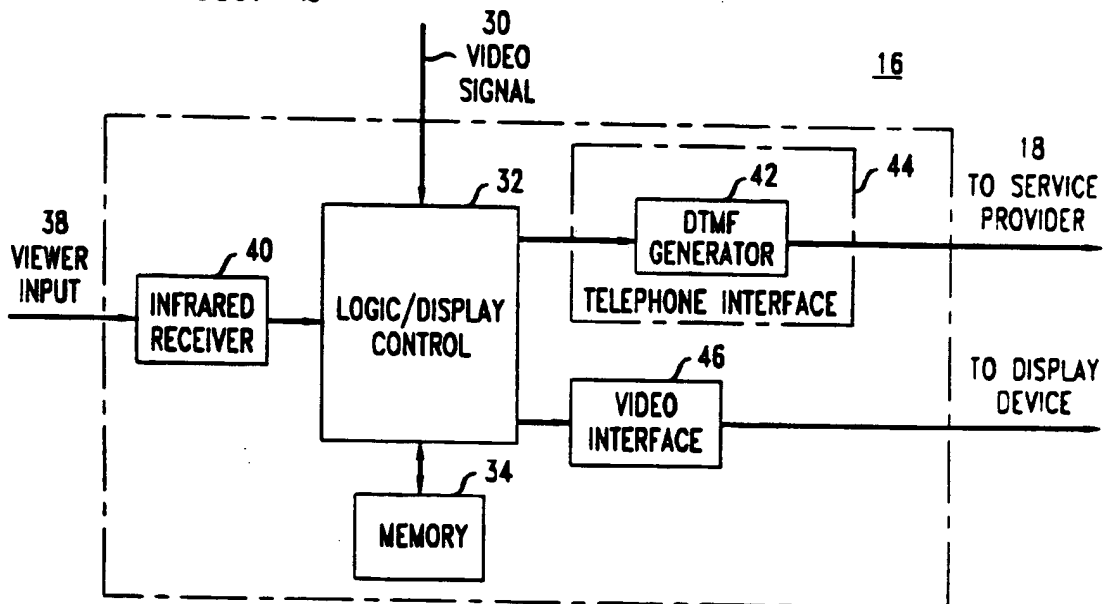 30
VIDEO
SIGNAL
16
32
42
44
18
TO SERVICE
PROVIDER
DTMF
GENERATOR
TELEPHONE INTERFACE
38
VIEWER
INPUT
40
INFRARED
RECEIVER
LOGIC/DISPLAY
CONTROL
46
VIDEO
INTERFACE
TO DISPLAY
DEVICE
34
MEMORY